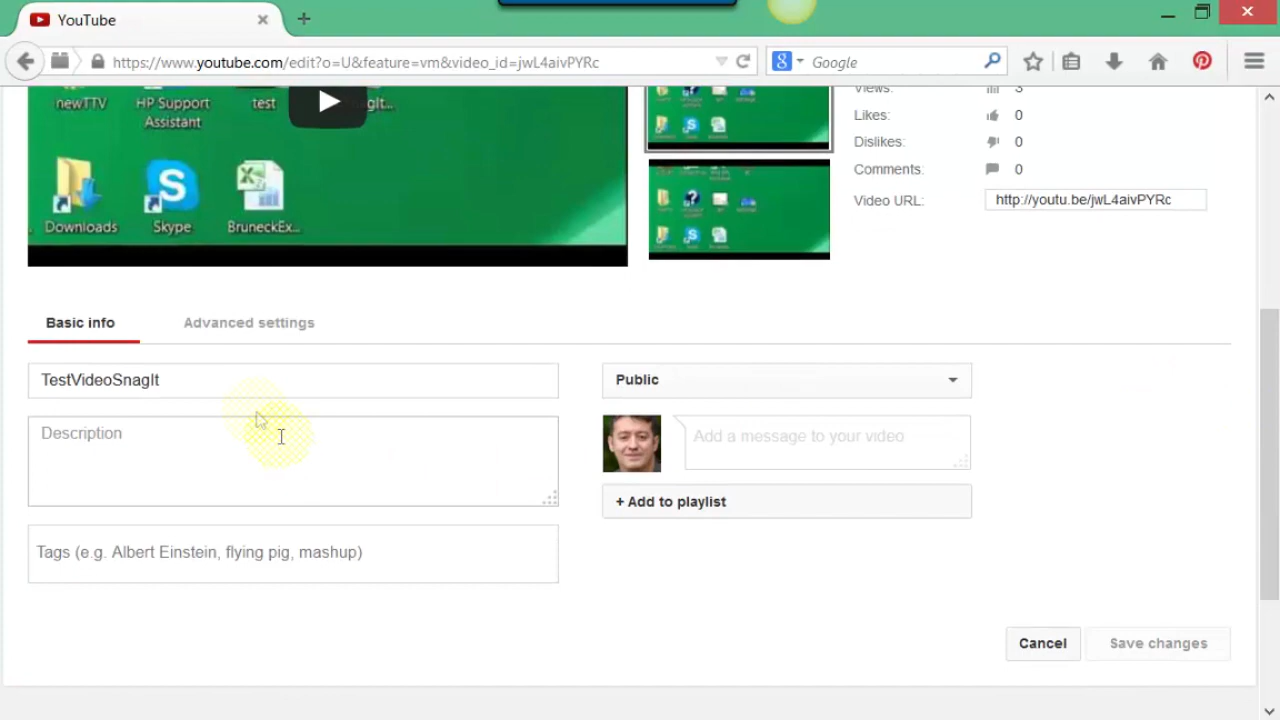 YouTube
https://www.youtube.com/edit?o=U&feature=vm&video_id=jwL4aivPYRc
Google
newTTV
HP Support
Assistant
test
Downloads
Skype
BruneckEx...
Views: 3
Likes: 0
Dislikes: 0
Comments: 0
Video URL: http://youtu.be/jwL4aivPYRc
Basic info
Advanced settings
TestVideoSnagIt
Public
Description
Add a message to your video
+ Add to playlist
Tags (e.g. Albert Einstein, flying pig, mashup)
Cancel
Save changes